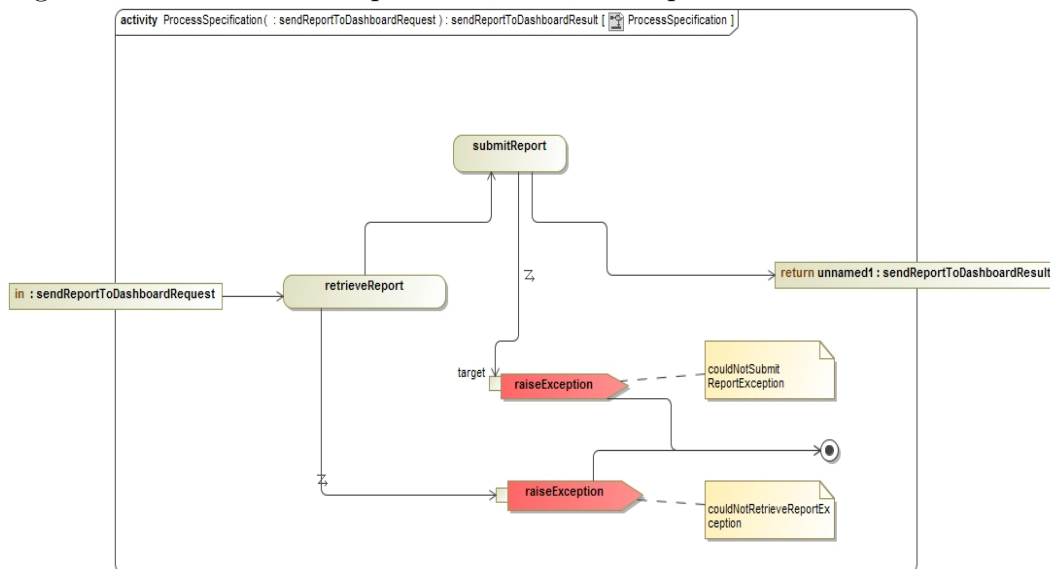 activity ProcessSpecification( : sendReportToDashboardRequest ) : sendReportToDashboardResult [ ProcessSpecification ]
submitReport
return unnamed1 : sendReportToDashboardResult
retrieveReport
in : sendReportToDashboardRequest
target
raiseException
couldNotSubmit
ReportException
raiseException
couldNotRetrieveReportEx
ception